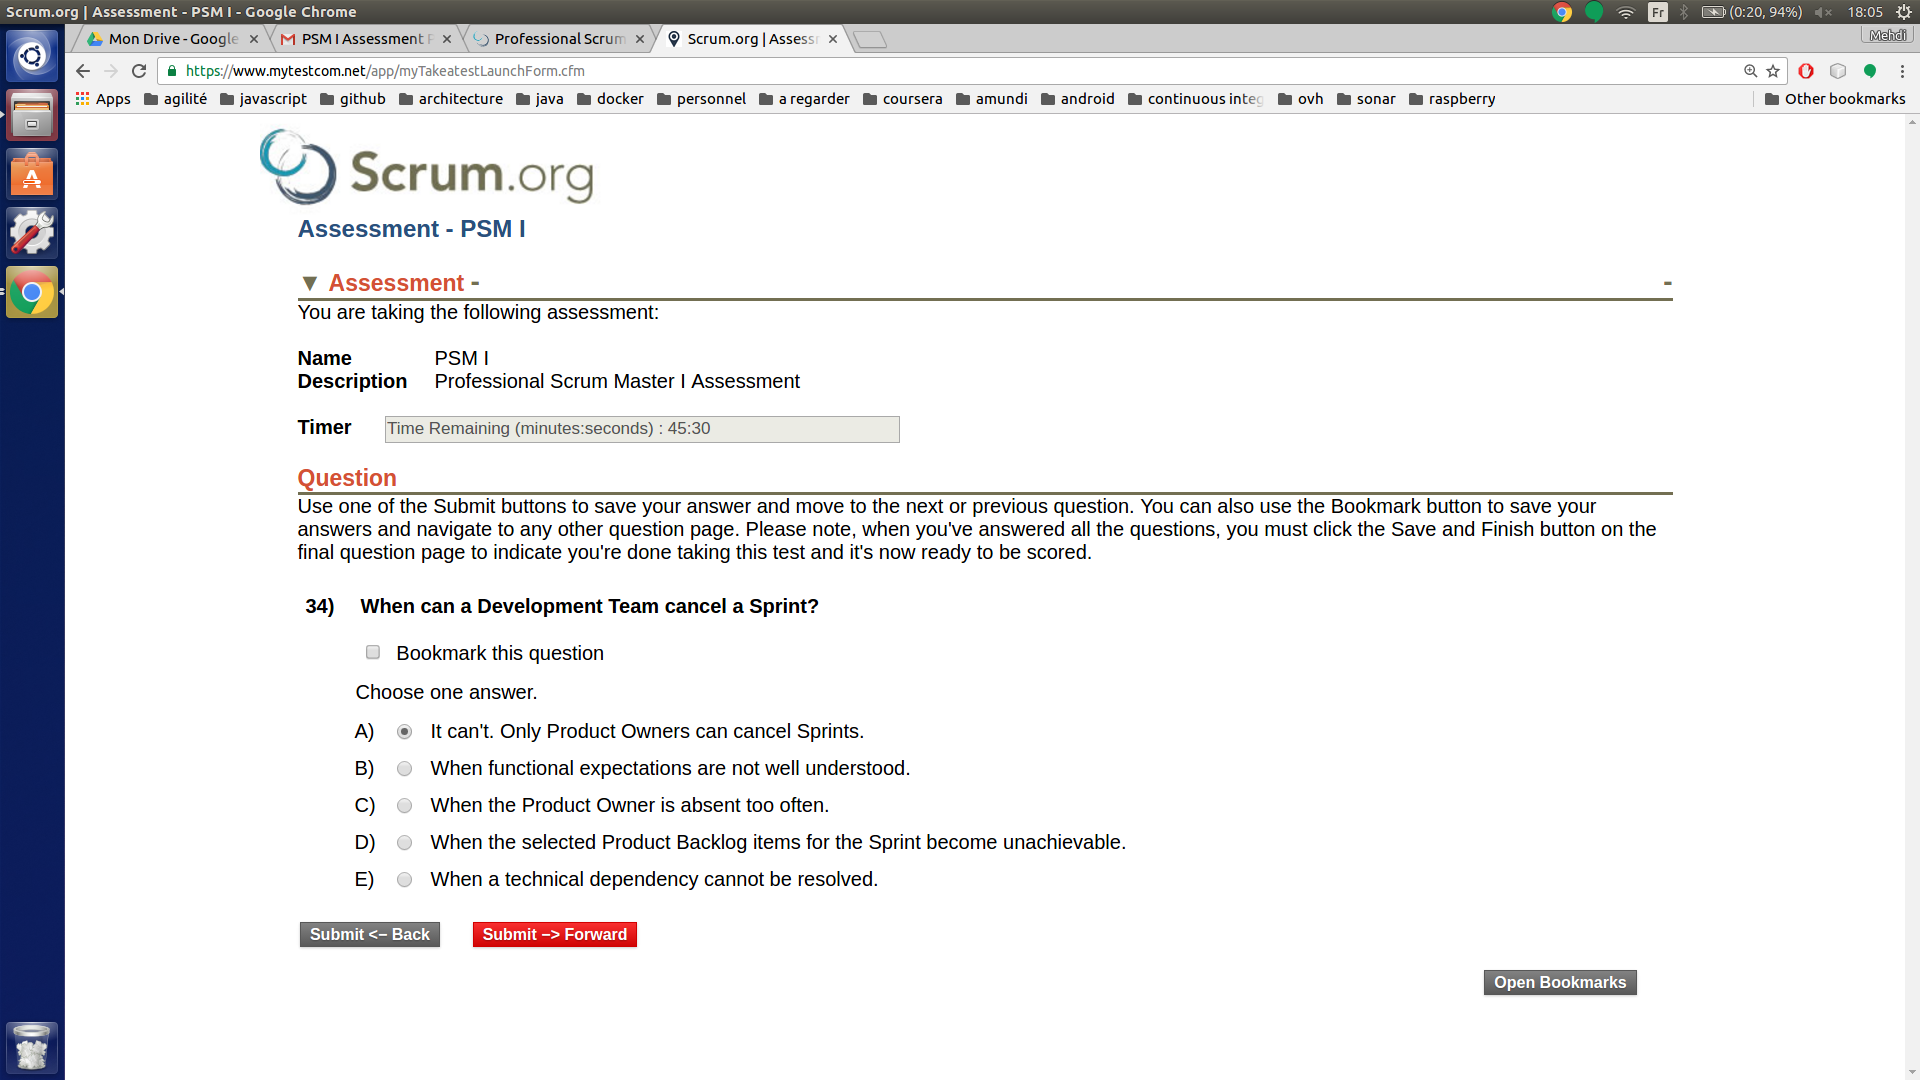 Scrum.org | Assessment - PSM I - Google Chrome
Fr
(0:20, 94%)
18:05
Mon Drive - Google
PSM I Assessment
Professional Scrum
Scrum.org | Assess
Mehdi
https://www.mytestcom.net/app/myTakeatestLaunchForm.cfm
Apps agilité javascript github architecture java docker personnel a regarder coursera amundi android continuous integ ovh sonar raspberry Other bookmarks
Scrum.org
Assessment - PSM I
▼ Assessment - -
You are taking the following assessment:
Name PSM I
Description Professional Scrum Master I Assessment
Timer Time Remaining (minutes:seconds) : 45:30
Question
Use one of the Submit buttons to save your answer and move to the next or previous question. You can also use the Bookmark button to save your
answers and navigate to any other question page. Please note, when you've answered all the questions, you must click the Save and Finish button on the
final question page to indicate you're done taking this test and it's now ready to be scored.
34) When can a Development Team cancel a Sprint?
Bookmark this question
Choose one answer.
A) It can't. Only Product Owners can cancel Sprints.
B) When functional expectations are not well understood.
C) When the Product Owner is absent too often.
D) When the selected Product Backlog items for the Sprint become unachievable.
E) When a technical dependency cannot be resolved.
Submit <– Back Submit –> Forward
Open Bookmarks